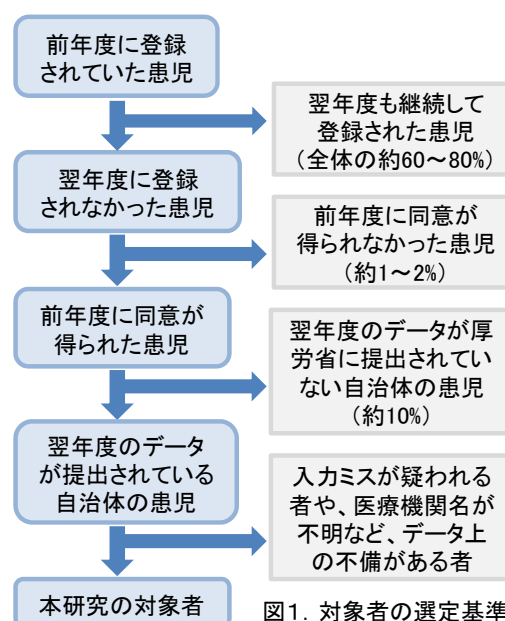 前年度に登録
されていた患児
翌年度も継続して
登録された患児
(全体の約60～80%)
翌年度に登録
されなかった患児
前年度に同意が
得られなかった患児
(約1～2%)
前年度に同意が
得られた患児
翌年度のデータが厚
労省に提出されてい
ない自治体の患児
(約10%)
翌年度のデータ
が提出されている
自治体の患児
入力ミスが疑われる
者や、医療機関名が
不明など、データ上
の不備がある者
本研究の対象者
図1．対象者の選定基準